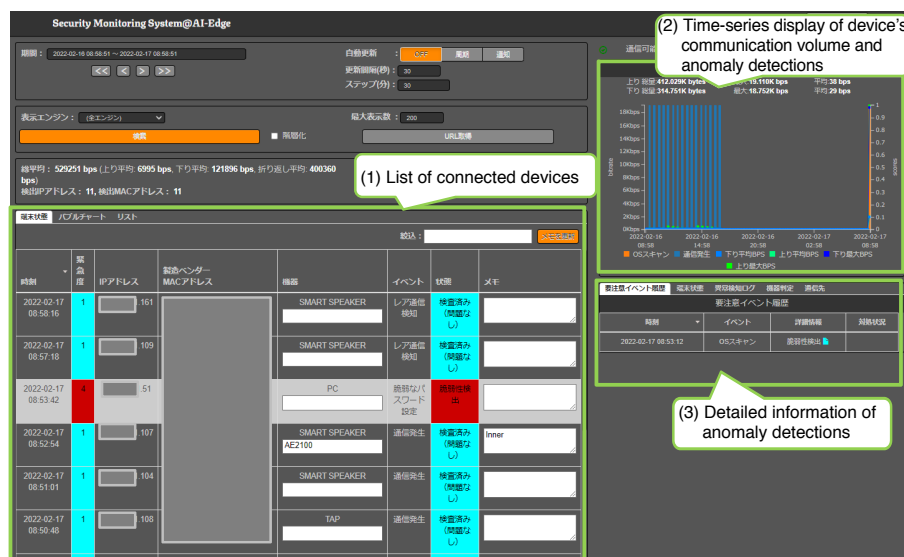 Security Monitoring System@AI-Edge
期間： 2022-02-16 08:58:51 ～ 2022-02-17 08:58:51
<< < > >>
自動更新 ： OFF 周期 通知
更新間隔(秒)： 30
ステップ(分)： 30
表示エンジン： (全エンジン)
最大表示数 ： 200
検索
階層化
URL取得
総平均： 529251 bps (上り平均: 6995 bps, 下り平均: 121896 bps, 折り返し平均: 400360 bps)
検出IPアドレス： 11, 検出MACアドレス： 11
(1) List of connected devices
端末状態 バブルチャート リスト
絞込：
メモを更新
時刻 緊急度 IPアドレス 製造ベンダー MACアドレス 機器 イベント 状態 メモ
2022-02-17 08:58:16 1 .161 SMART SPEAKER レア通信検知 検査済み(問題なし)
2022-02-17 08:57:18 1 109 SMART SPEAKER レア通信検知 検査済み(問題なし)
2022-02-17 08:53:42 4 .51 PC 脆弱なパスワード設定 脆弱性検出
2022-02-17 08:52:54 1 107 SMART SPEAKER AE2100 通信発生 検査済み(問題なし) Inner
2022-02-17 08:51:01 1 .104 SMART SPEAKER 通信発生 検査済み(問題なし)
2022-02-17 08:50:48 1 .108 TAP 通信発生 検査済み(問題なし)
通信可能
(2) Time-series display of device's
communication volume and
anomaly detections
上り 総量:412.029K bytes 19.110K bps 平均:38 bps
下り 総量:314.751K bytes 最大:18.752K bps 平均:29 bps
18Kbps
16Kbps
14Kbps
12Kbps
10Kbps
8Kbps
6Kbps
4Kbps
2Kbps
0Kbps
bitrate
1
0.9
0.8
0.7
0.6
0.5
0.4
0.3
0.2
0.1
0
scores
2022-02-16 08:58
2022-02-16 14:58
2022-02-16 20:58
2022-02-17 02:58
2022-02-17 08:58
OSスキャン 通信発生 下り平均BPS 上り平均BPS 下り最大BPS
上り最大BPS
要注意イベント履歴 端末状態 異常検知ログ 機器判定 通信先
要注意イベント履歴
時刻 イベント 詳細情報 対処状況
2022-02-17 08:53:12 OSスキャン 脆弱性検出
(3) Detailed information of
anomaly detections